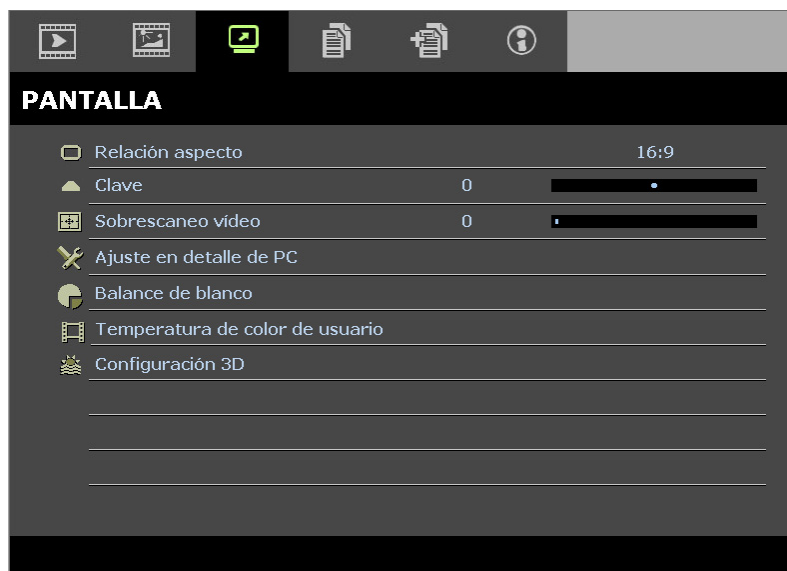 PANTALLA
Relación aspecto 16:9
Clave 0
Sobrescaneo vídeo 0
Ajuste en detalle de PC
Balance de blanco
Temperatura de color de usuario
Configuración 3D